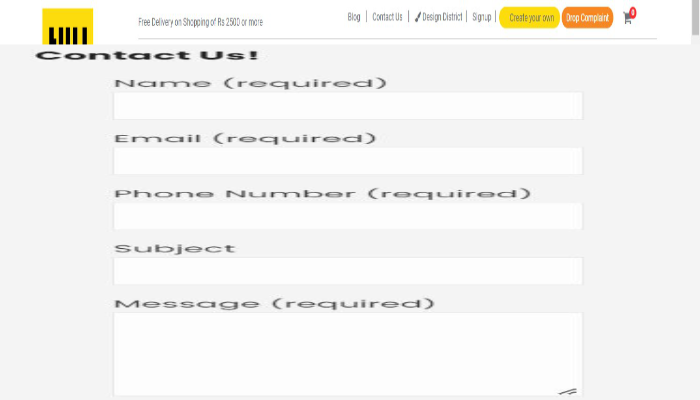 Free Delivery on Shopping of Rs 2500 or more
Blog | Contact Us | Design District | Signup | Create your own Drop Complaint 0
Contact Us!
Name (required)
Email (required)
Phone Number (required)
Subject
Message (required)